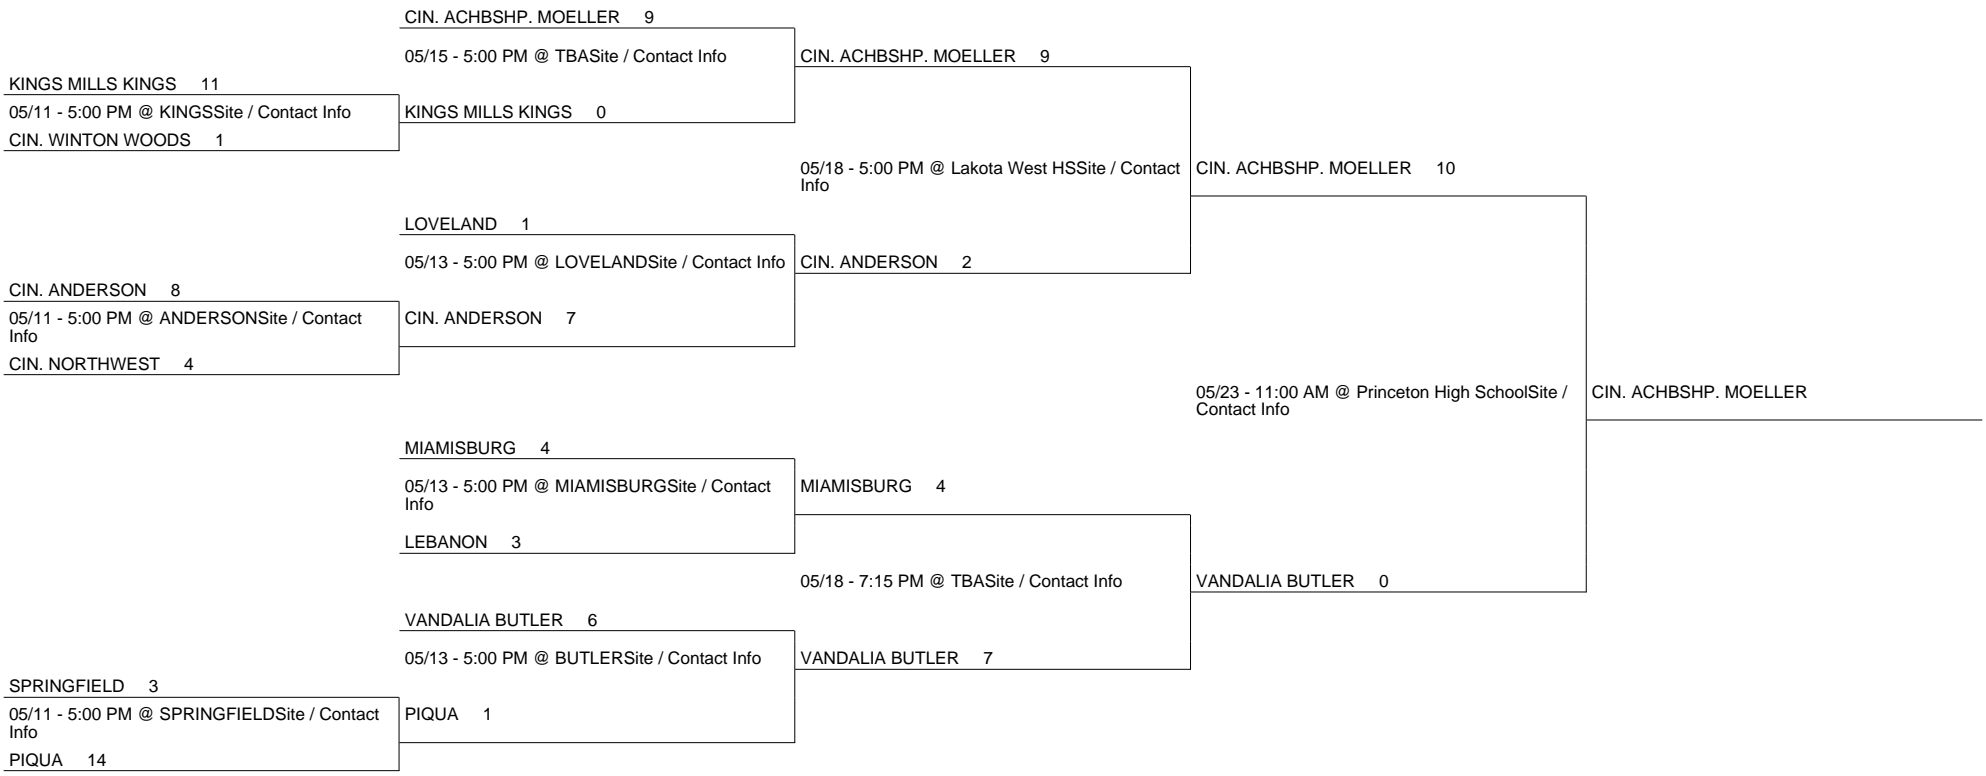 CIN. ACHBSHP. MOELLER 9
05/15 - 5:00 PM @ TBASite / Contact Info
CIN. ACHBSHP. MOELLER 9
KINGS MILLS KINGS 11
05/11 - 5:00 PM @ KINGSSite / Contact Info
KINGS MILLS KINGS 0
CIN. WINTON WOODS 1
05/18 - 5:00 PM @ Lakota West HSSite / Contact
Info
CIN. ACHBSHP. MOELLER 10
LOVELAND 1
05/13 - 5:00 PM @ LOVELANDSite / Contact Info
CIN. ANDERSON 2
CIN. ANDERSON 8
05/11 - 5:00 PM @ ANDERSONSite / Contact
Info
CIN. ANDERSON 7
CIN. NORTHWEST 4
05/23 - 11:00 AM @ Princeton High SchoolSite /
Contact Info
CIN. ACHBSHP. MOELLER
MIAMISBURG 4
05/13 - 5:00 PM @ MIAMISBURGSite / Contact
Info
MIAMISBURG 4
LEBANON 3
05/18 - 7:15 PM @ TBASite / Contact Info
VANDALIA BUTLER 0
VANDALIA BUTLER 6
05/13 - 5:00 PM @ BUTLERSite / Contact Info
VANDALIA BUTLER 7
SPRINGFIELD 3
05/11 - 5:00 PM @ SPRINGFIELDSite / Contact
Info
PIQUA 1
PIQUA 14